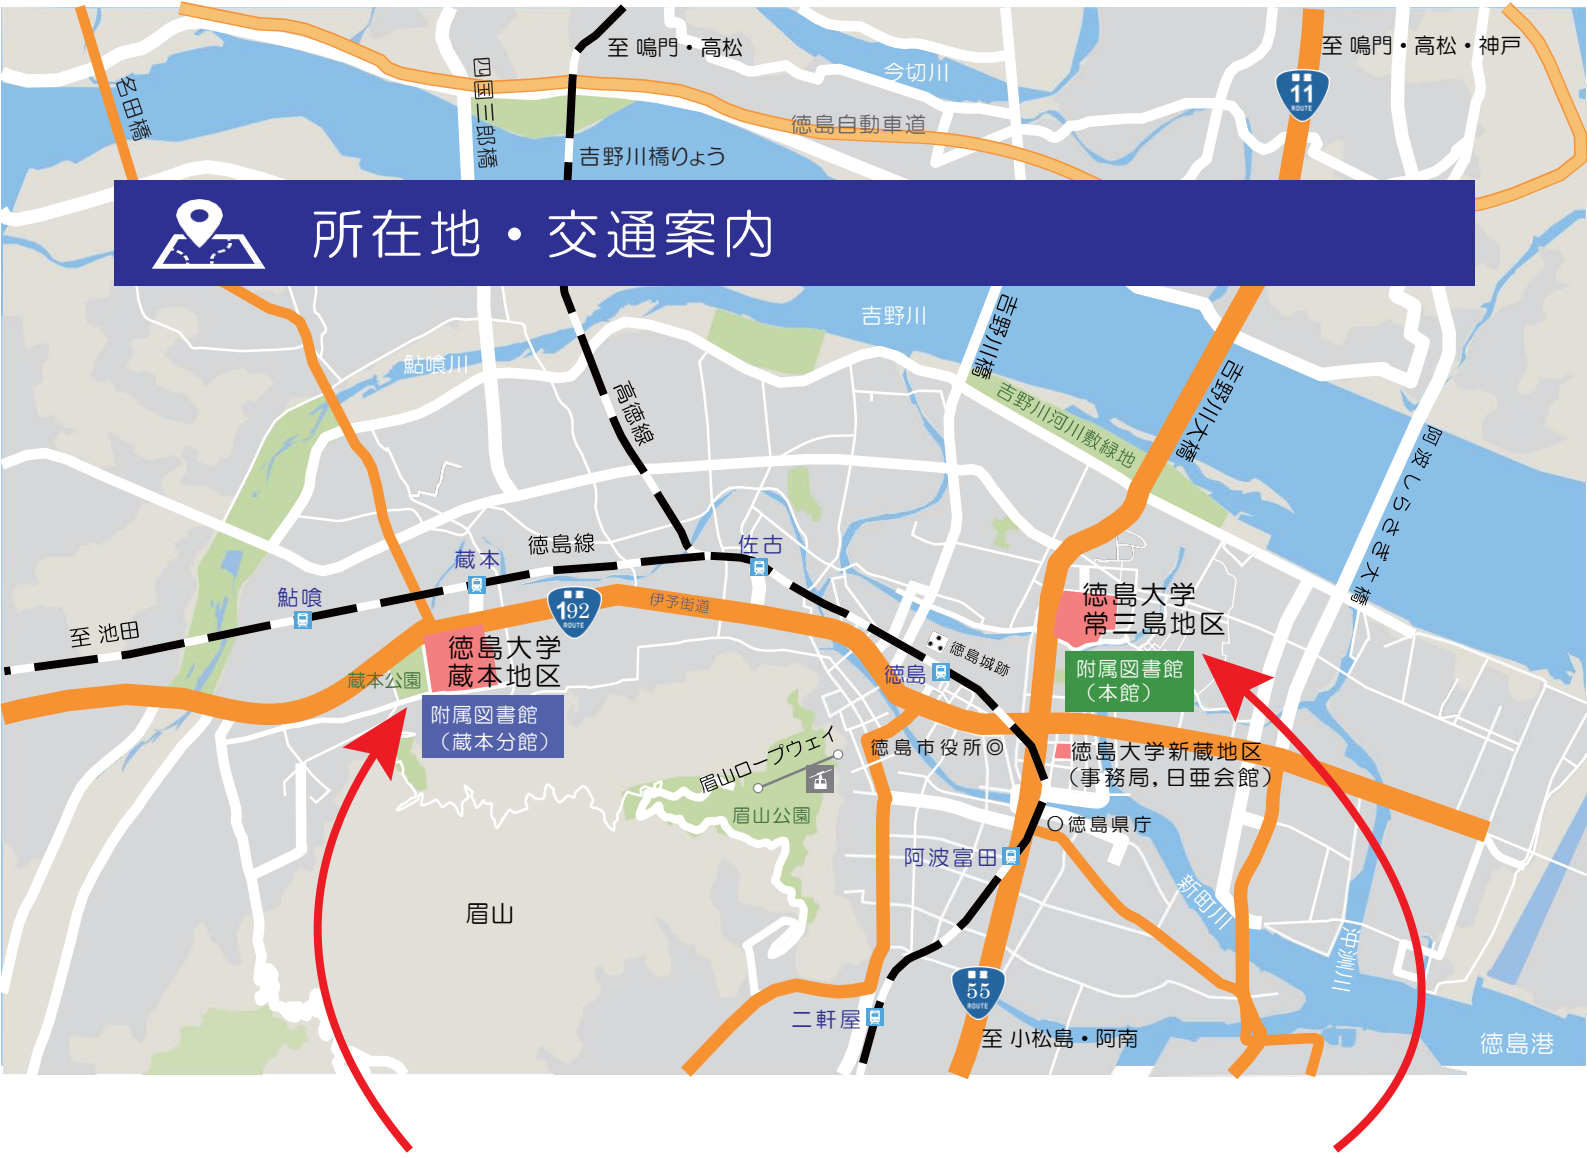 至 鳴門・高松
至 鳴門・高松・神戸
四国三郎橋
今切川
名田橋
11
ROUTE
徳島自動車道
吉野川橋りょう
所在地・交通案内
吉野川
吉野川橋
鮎喰川
高徳線
吉野川河川敷緑地
吉野川大橋
阿波しらさぎ大橋
徳島線
佐古
蔵本
鮎喰
192
ROUTE
伊予街道
至 池田
徳島大学
常三島地区
徳島大学
蔵本地区
徳島城跡
徳島
附属図書館
（本館）
蔵本公園
附属図書館
（蔵本分館）
徳島市役所◎
徳島大学新蔵地区
（事務局，日亜会館）
眉山ロープウェイ
眉山公園
○徳島県庁
阿波富田
眉山
新町川
沖洲川
55
ROUTE
二軒屋
至 小松島・阿南
徳島港